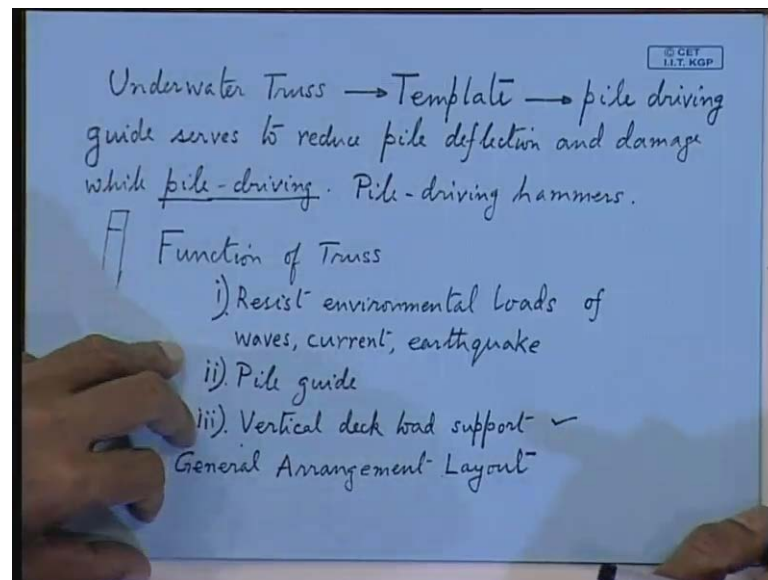 © CET
I.I.T. KGP
Underwater Truss → Template → pile driving
guide serves to reduce pile deflection and damage
while pile-driving. Pile-driving hammers.
Function of Truss
i). Resist environmental loads of
waves, current, earthquake
ii). Pile guide
iii). Vertical deck load support ✓
General Arrangement Layout